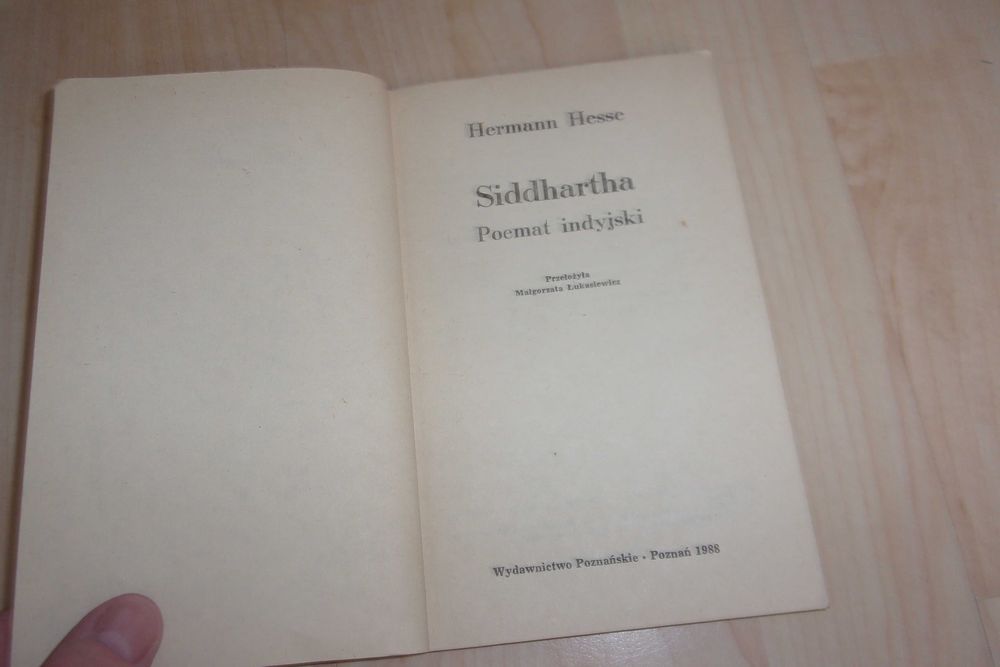 Hermann Hesse
Siddhartha
Poemat indyjski
Przełożyła
Małgorzata Łukasiewicz
Wydawnictwo Poznańskie • Poznań 1988